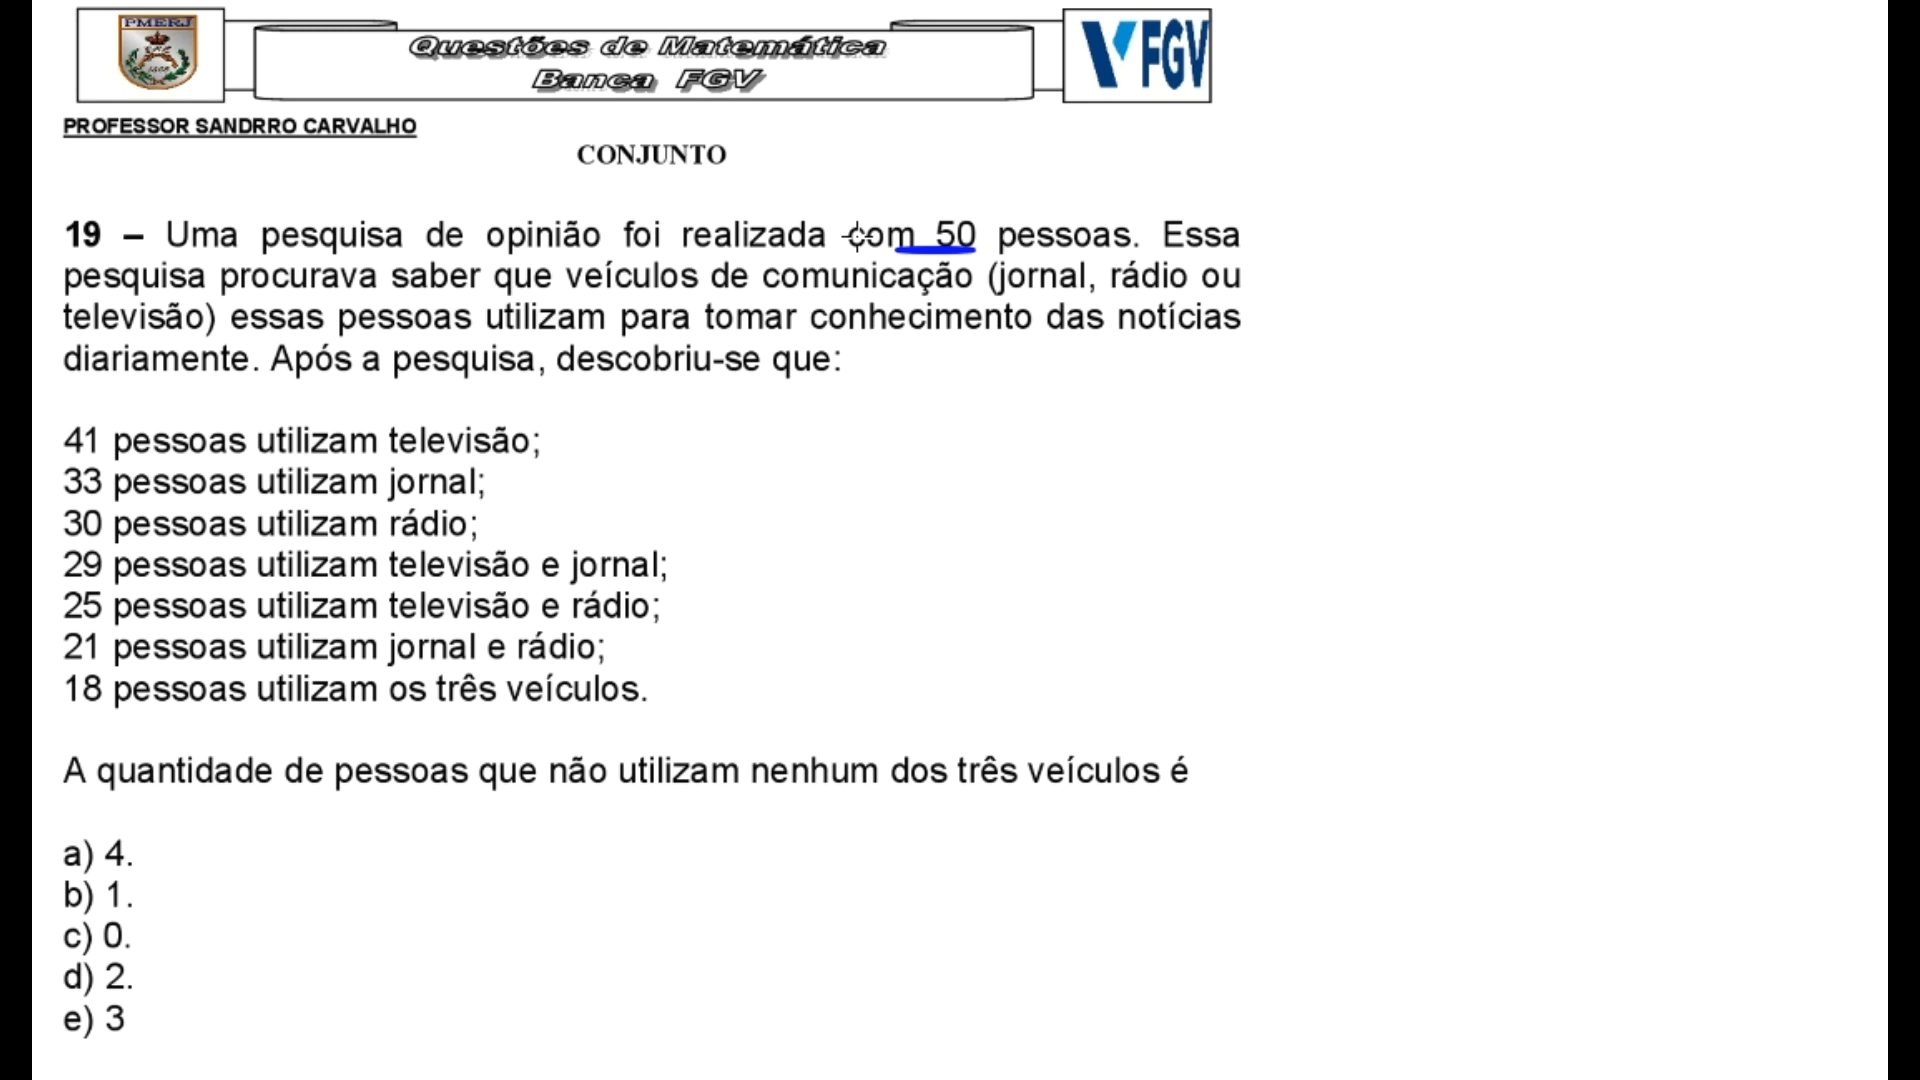 PMERJ
Questões de Matemática
Banca FGV
FGV
PROFESSOR SANDRRO CARVALHO
CONJUNTO
19 – Uma pesquisa de opinião foi realizada com 50 pessoas. Essa
pesquisa procurava saber que veículos de comunicação (jornal, rádio ou
televisão) essas pessoas utilizam para tomar conhecimento das notícias
diariamente. Após a pesquisa, descobriu-se que:
41 pessoas utilizam televisão;
33 pessoas utilizam jornal;
30 pessoas utilizam rádio;
29 pessoas utilizam televisão e jornal;
25 pessoas utilizam televisão e rádio;
21 pessoas utilizam jornal e rádio;
18 pessoas utilizam os três veículos.
A quantidade de pessoas que não utilizam nenhum dos três veículos é
a) 4.
b) 1.
c) 0.
d) 2.
e) 3